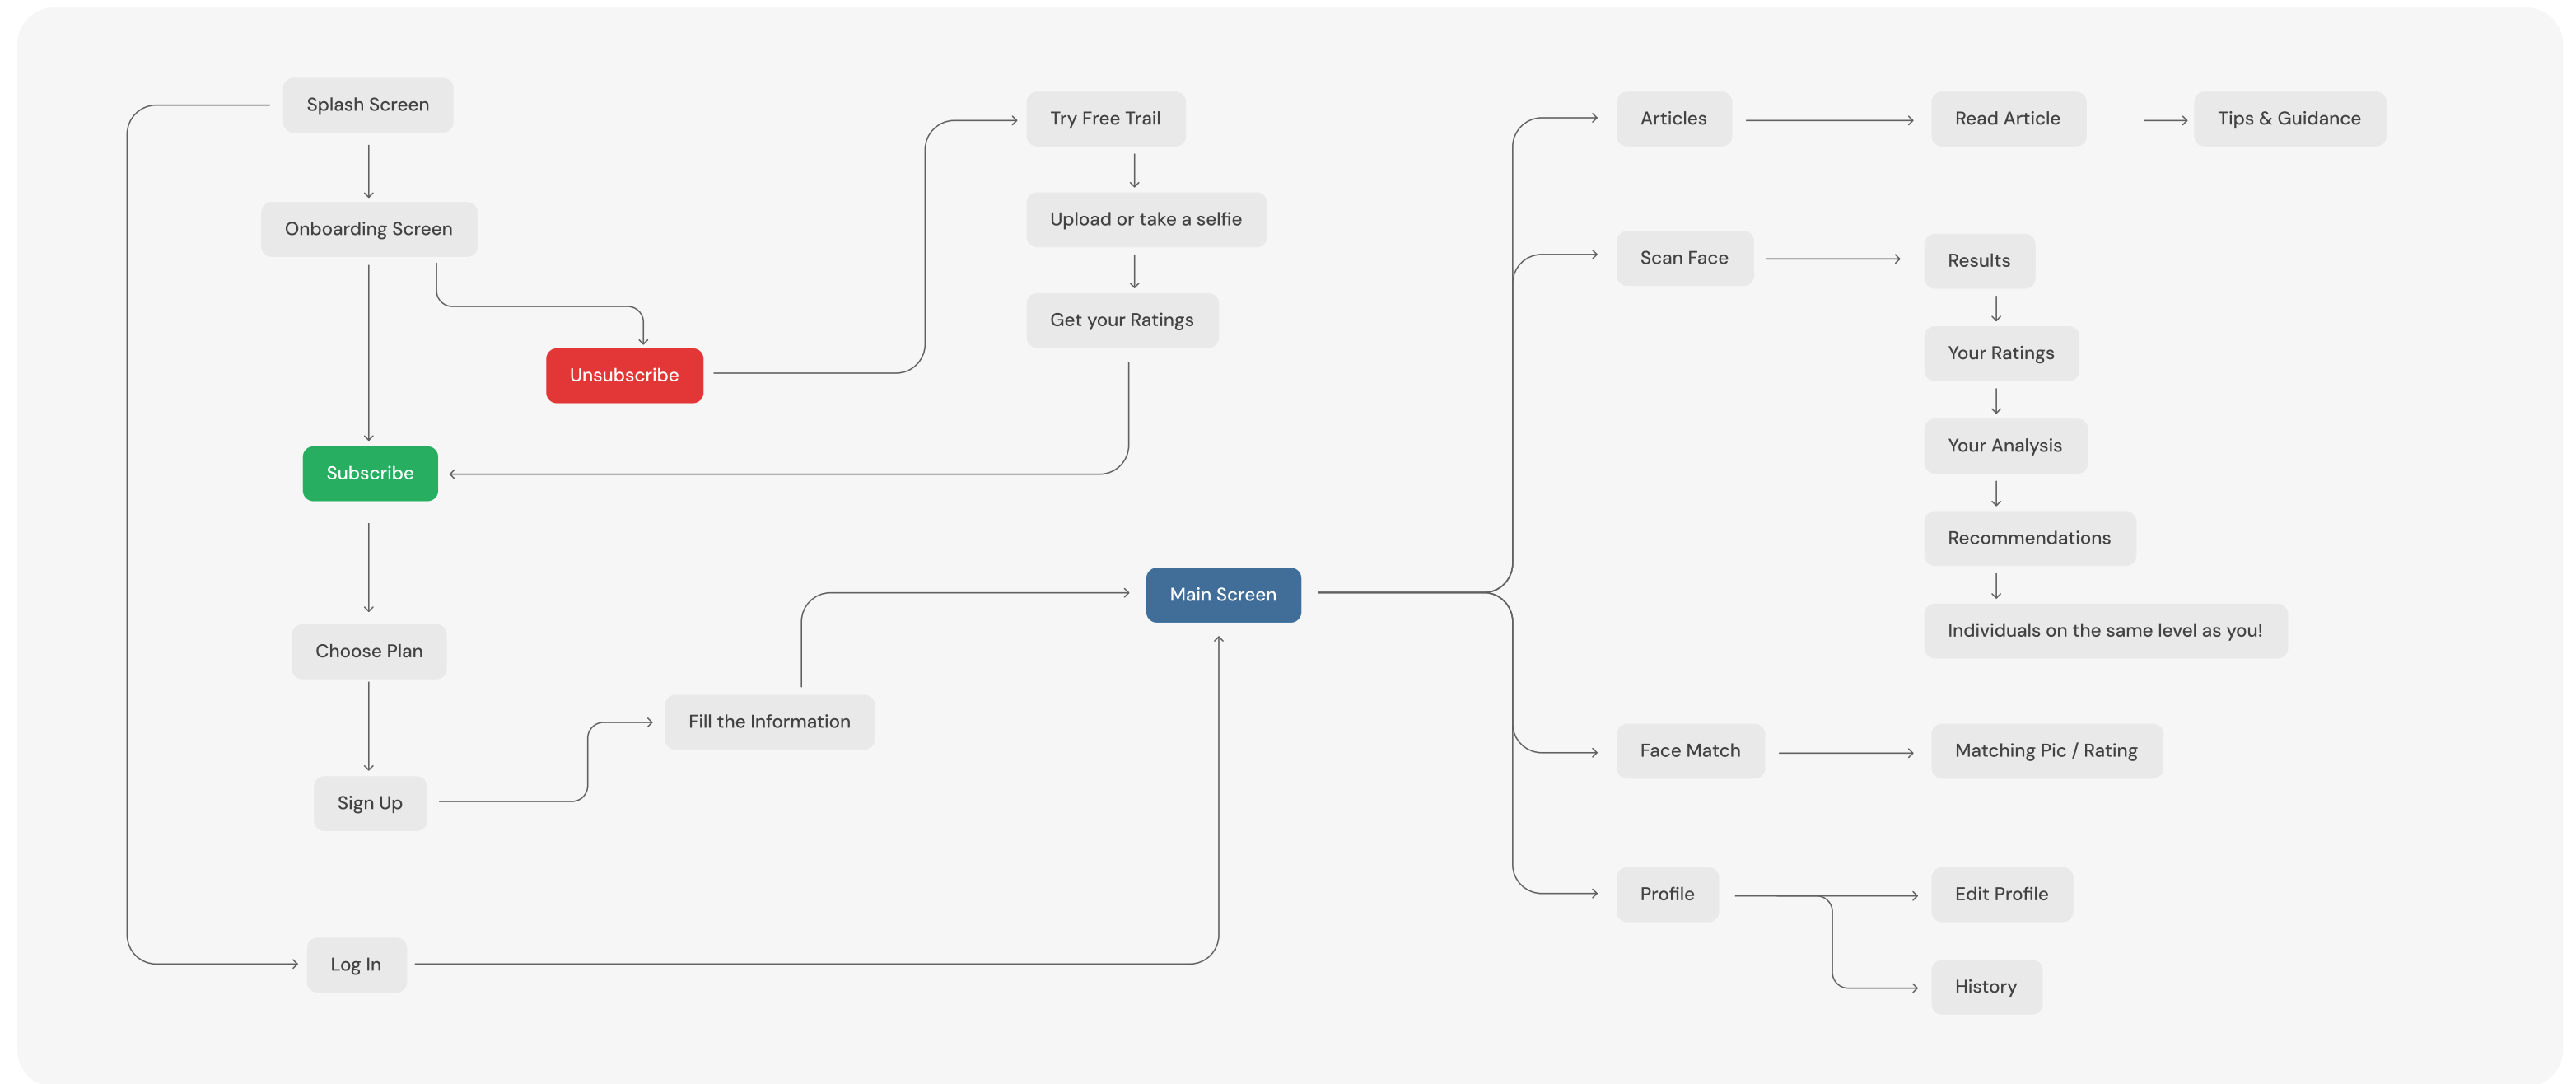 Splash Screen
Onboarding Screen
Unsubscribe
Subscribe
Choose Plan
Sign Up
Fill the Information
Log In
Try Free Trail
Upload or take a selfie
Get your Ratings
Main Screen
Articles
Read Article
Tips & Guidance
Scan Face
Results
Your Ratings
Your Analysis
Recommendations
Individuals on the same level as you!
Face Match
Matching Pic / Rating
Profile
Edit Profile
History